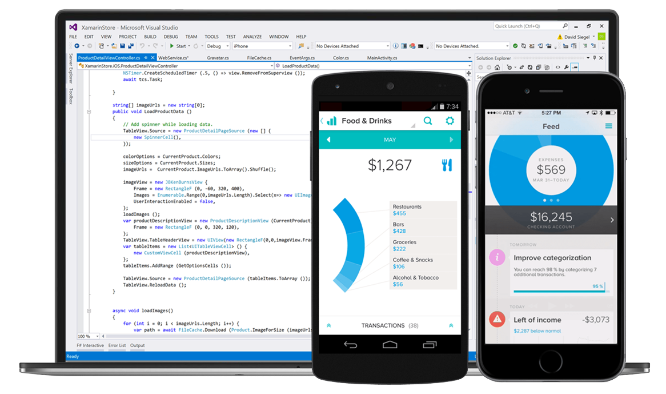 XamarinStore - Microsoft Visual Studio
Quick Launch (Ctrl+Q)
FILE EDIT VIEW PROJECT BUILD DEBUG TEAM TOOLS TEST ANALYZE WINDOW HELP
David Siegel
Start Debug iPhone No Devices Attached No Devices Attached
ProductDetailViewController.cs WebService.cs* Gravatar.cs FileCache.cs EventArgs.cs Color.cs MainActivity.cs
Solution Explorer
XamarinStore.iOS.ProductDetailViewController LoadProductData()
Server Explorer
Toolbox
NSTimer.CreateScheduledTimer (.5, () => view.RemoveFromSuperview ());
await tcs.Task;
}
string[] imageUrls = new string[0];
public void LoadProductData ()
{
// Add spinner while loading data.
TableView.Source = new ProductDetailPageSource (new [] {
new SpinnerCell(),
});
colorOptions = CurrentProduct.Colors;
sizeOptions = CurrentProduct.Sizes;
imageUrls = CurrentProduct.ImageUrls.ToArray().Shuffle();
imageView = new JBKenBurnsView {
Frame = new RectangleF (0, -60, 320, 400),
Images = Enumerable.Range(0,imageUrls.Length).Select(x=> new UIImage
UserInteractionEnabled = false,
};
loadImages ();
var productDescriptionView = new ProductDescriptionView (CurrentProduct
Frame = new RectangleF (0, 0, 320, 120),
};
TableView.TableHeaderView = new UIView(new RectangleF(0,0,imageView.Frame
var tableItems = new List<UITableViewCell> () {
new CustomViewCell (productDescriptionView),
};
tableItems.AddRange (GetOptionsCells ());
TableView.Source = new ProductDetailPageSource (tableItems.ToArray ());
TableView.ReloadData ();
}
async void loadImages()
{
for (int i = 0; i < imageUrls.Length; i++) {
var path = await FileCache.Download (Product.ImageForSize (imageUrls
100 %
F# Interactive Error List Output
Ready
7:34
Food & Drinks
MAY
$1,267
Restaurants
$455
Bars
$428
Groceries
$222
Coffee & Snacks
$106
Alcohol & Tobacco
$56
TRANSACTIONS (38)
AT&T 5:27 PM
Feed
EXPENSES
$569
MAR 31-TODAY
$16,245
CHECKING ACCOUNT
Improve categorization
You can reach 98 % by categorizing 7
additional transactions.
TODAY
Left of income -$3,073
$2,287 below normal